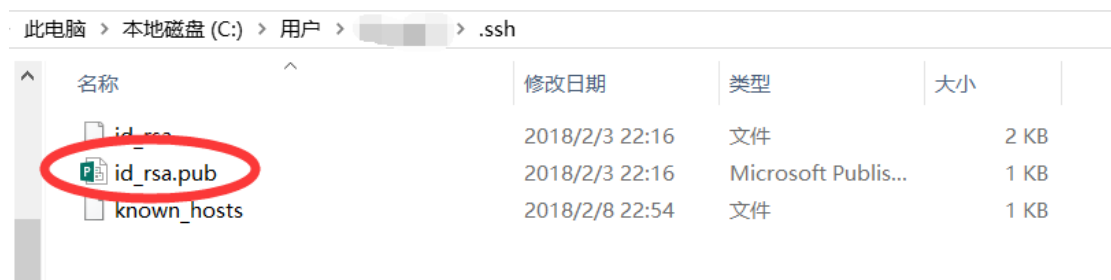 此电脑 > 本地磁盘 (C:) > 用户 > > .ssh
名称 修改日期 类型 大小
id_rsa 2018/2/3 22:16 文件 2 KB
id_rsa.pub 2018/2/3 22:16 Microsoft Publis... 1 KB
known_hosts 2018/2/8 22:54 文件 1 KB